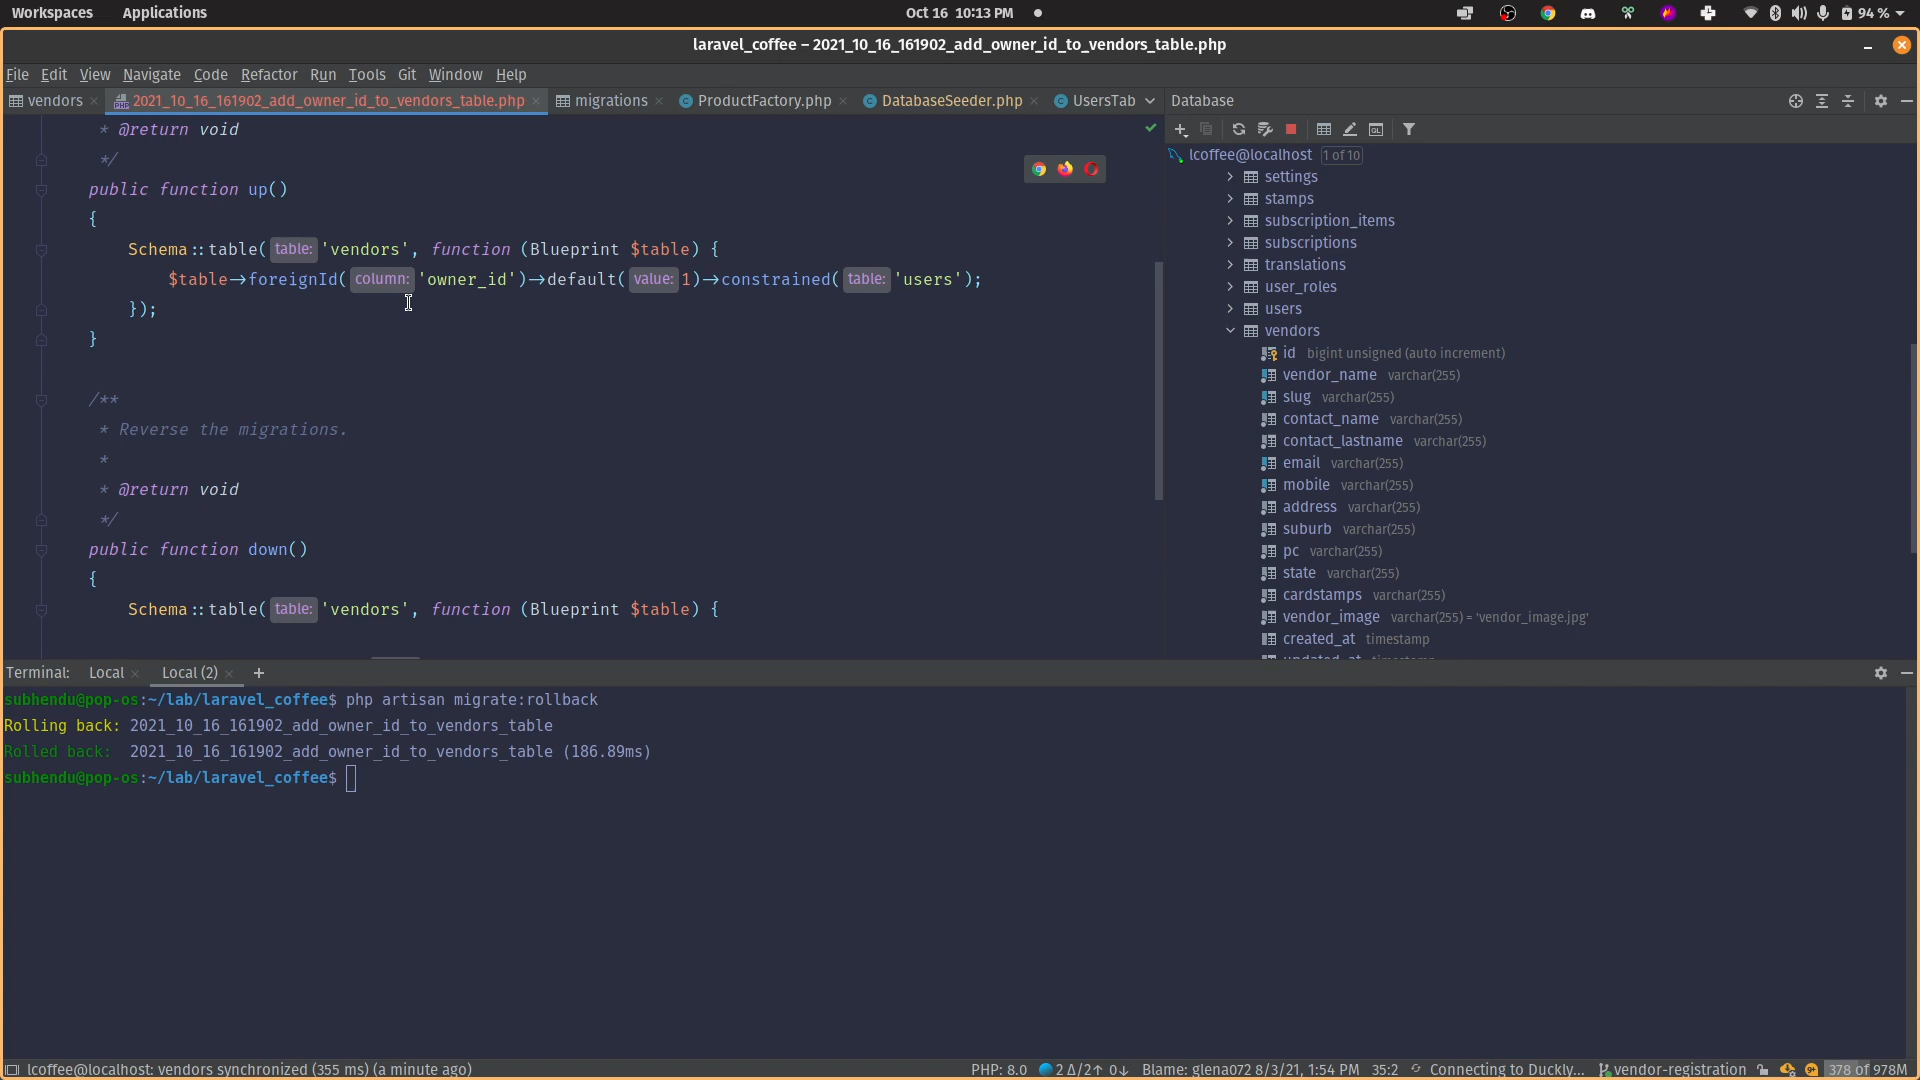 Workspaces Applications Oct 16 10:13 PM 94 %
laravel_coffee – 2021_10_16_161902_add_owner_id_to_vendors_table.php
File Edit View Navigate Code Refactor Run Tools Git Window Help
vendors 2021_10_16_161902_add_owner_id_to_vendors_table.php migrations ProductFactory.php DatabaseSeeder.php UsersTab
* @return void
*/
public function up()
{
Schema::table( table: 'vendors', function (Blueprint $table) {
$table→foreignId( column: 'owner_id')→default( value: 1)→constrained( table: 'users');
});
}
/**
* Reverse the migrations.
*
* @return void
*/
public function down()
{
Schema::table( table: 'vendors', function (Blueprint $table) {
Database
lcoffee@localhost 1 of 10
settings
stamps
subscription_items
subscriptions
translations
user_roles
users
vendors
id bigint unsigned (auto increment)
vendor_name varchar(255)
slug varchar(255)
contact_name varchar(255)
contact_lastname varchar(255)
email varchar(255)
mobile varchar(255)
address varchar(255)
suburb varchar(255)
pc varchar(255)
state varchar(255)
cardstamps varchar(255)
vendor_image varchar(255) = 'vendor_image.jpg'
created_at timestamp
Terminal: Local Local (2) +
subhendu@pop-os:~/lab/laravel_coffee$ php artisan migrate:rollback
Rolling back: 2021_10_16_161902_add_owner_id_to_vendors_table
Rolled back: 2021_10_16_161902_add_owner_id_to_vendors_table (186.89ms)
subhendu@pop-os:~/lab/laravel_coffee$
lcoffee@localhost: vendors synchronized (355 ms) (a minute ago) PHP: 8.0 2 Δ/2↑ 0↓ Blame: glena072 8/3/21, 1:54 PM 35:2 Connecting to Duckly... vendor-registration 9+ 378 of 978M